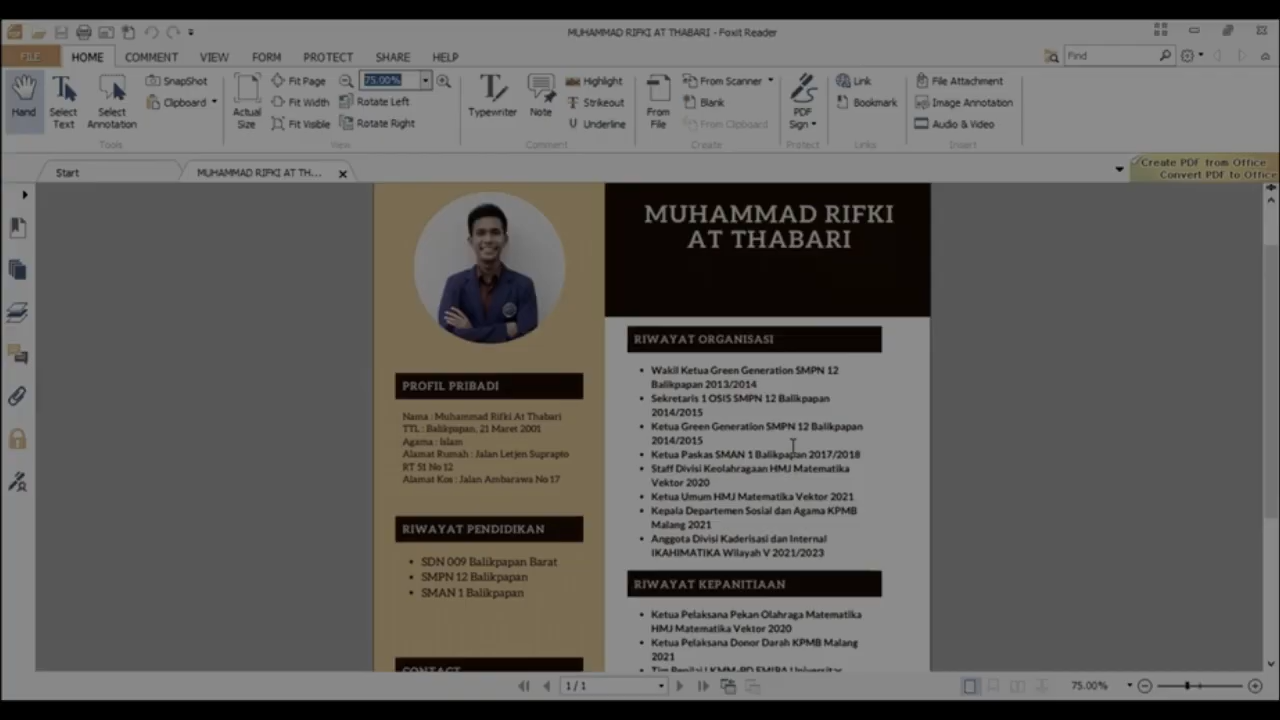 MUHAMMAD RIFKI AT THABARI - Foxit Reader
FILE HOME COMMENT VIEW FORM PROTECT SHARE HELP
Find
Hand
Select Text
Select Annotation
SnapShot
Clipboard
Tools
Actual Size
Fit Page
Fit Width
Fit Visible
75.00%
Rotate Left
Rotate Right
View
Typewriter
Note
Highlight
Strikeout
Underline
Comment
From File
From Scanner
Blank
From Clipboard
Create
PDF Sign
Protect
Link
Bookmark
Links
File Attachment
Image Annotation
Audio & Video
Insert
Start
MUHAMMAD RIFKI AT TH...
Create PDF from Office
Convert PDF to Office
MUHAMMAD RIFKI
AT THABARI
PROFIL PRIBADI
Nama : Muhammad Rifki At Thabari
TTL : Balikpapan, 21 Maret 2001
Agama : Islam
Alamat Rumah : Jalan Letjen Suprapto
RT 51 No 12
Alamat Kos : Jalan Ambarawa No 17
RIWAYAT PENDIDIKAN
• SDN 009 Balikpapan Barat
• SMPN 12 Balikpapan
• SMAN 1 Balikpapan
CONTACT
RIWAYAT ORGANISASI
• Wakil Ketua Green Generation SMPN 12
Balikpapan 2013/2014
• Sekretaris 1 OSIS SMPN 12 Balikpapan
2014/2015
• Ketua Green Generation SMPN 12 Balikpapan
2014/2015
• Ketua Paskas SMAN 1 Balikpapan 2017/2018
• Staff Divisi Keolahragaan HMJ Matematika
Vektor 2020
• Ketua Umum HMJ Matematika Vektor 2021
• Kepala Departemen Sosial dan Agama KPMB
Malang 2021
• Anggota Divisi Kaderisasi dan Internal
IKAHIMATIKA Wilayah V 2021/2023
RIWAYAT KEPANITIAAN
• Ketua Pelaksana Pekan Olahraga Matematika
HMJ Matematika Vektor 2020
• Ketua Pelaksana Donor Darah KPMB Malang
2021
• Tim Penilai LKMM-PD FMIPA Universitas
1 / 1
75.00%